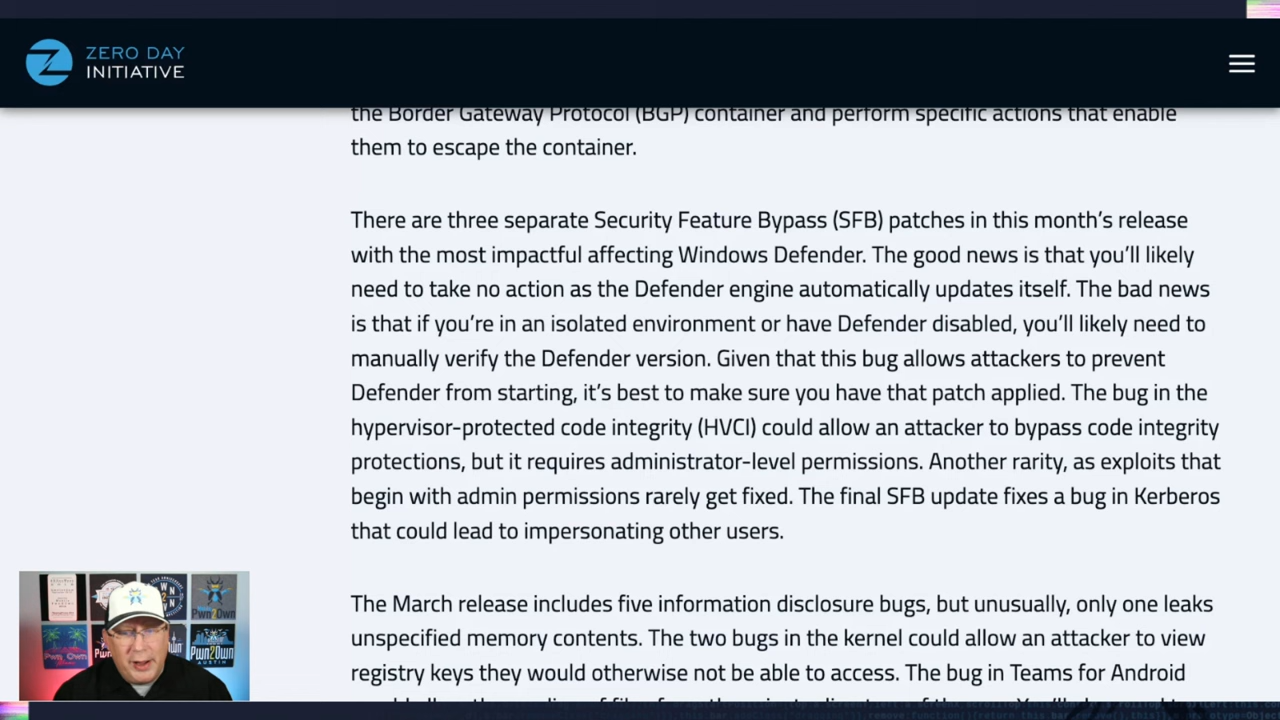 ZERO DAY
INITIATIVE
the Border Gateway Protocol (BGP) container and perform specific actions that enable
them to escape the container.
There are three separate Security Feature Bypass (SFB) patches in this month’s release
with the most impactful affecting Windows Defender. The good news is that you’ll likely
need to take no action as the Defender engine automatically updates itself. The bad news
is that if you’re in an isolated environment or have Defender disabled, you’ll likely need to
manually verify the Defender version. Given that this bug allows attackers to prevent
Defender from starting, it’s best to make sure you have that patch applied. The bug in the
hypervisor-protected code integrity (HVCI) could allow an attacker to bypass code integrity
protections, but it requires administrator-level permissions. Another rarity, as exploits that
begin with admin permissions rarely get fixed. The final SFB update fixes a bug in Kerberos
that could lead to impersonating other users.
The March release includes five information disclosure bugs, but unusually, only one leaks
unspecified memory contents. The two bugs in the kernel could allow an attacker to view
registry keys they would otherwise not be able to access. The bug in Teams for Android
Pwn2Own
Pwn Own
Pwn2Own
AUSTIN